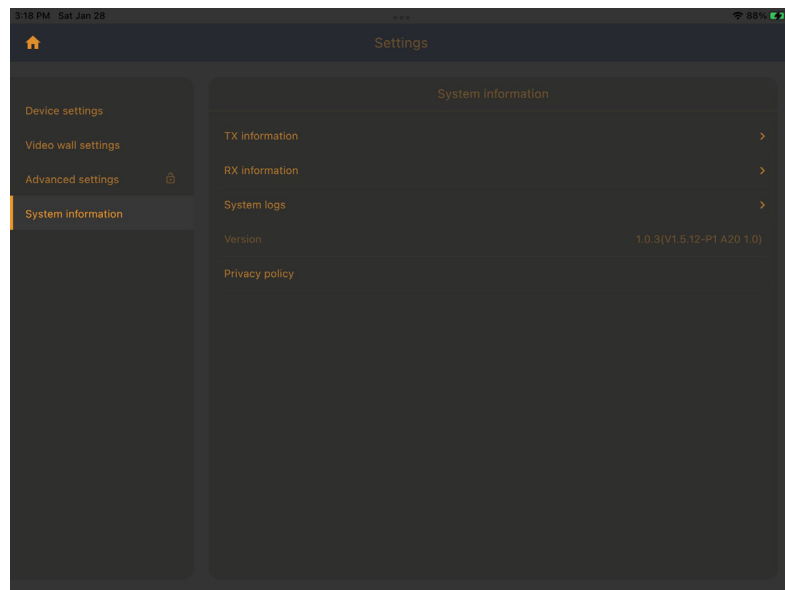 3:18 PM Sat Jan 28
88%
Settings
Device settings
Video wall settings
Advanced settings
System information
System information
TX information
RX information
System logs
Version 1.0.3(V1.5.12-P1 A20 1.0)
Privacy policy